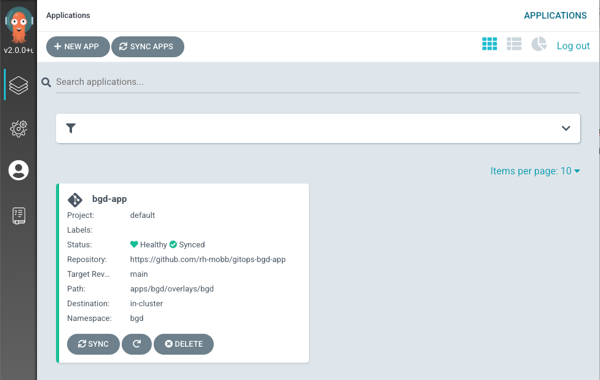 Applications
APPLICATIONS
v2.0.0+
NEW APP
SYNC APPS
Log out
Search applications...
Items per page: 10
bgd-app
Project: default
Labels:
Status: Healthy Synced
Repository: https://github.com/rh-mobb/gitops-bgd-app
Target Rev... main
Path: apps/bgd/overlays/bgd
Destination: in-cluster
Namespace: bgd
SYNC
DELETE